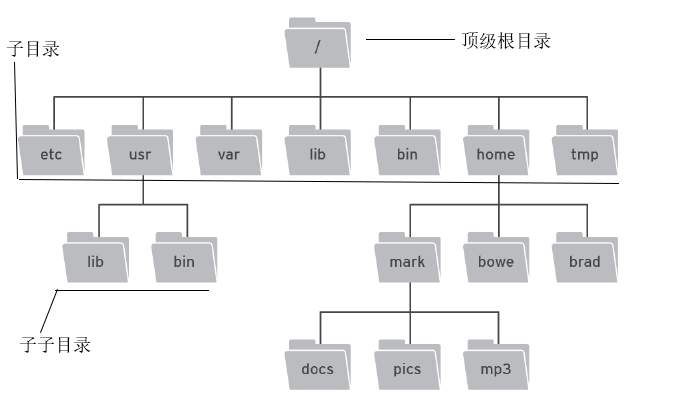 /
顶级根目录
子目录
etc usr var lib bin home tmp
lib bin mark bowe brad
子子目录
docs pics mp3